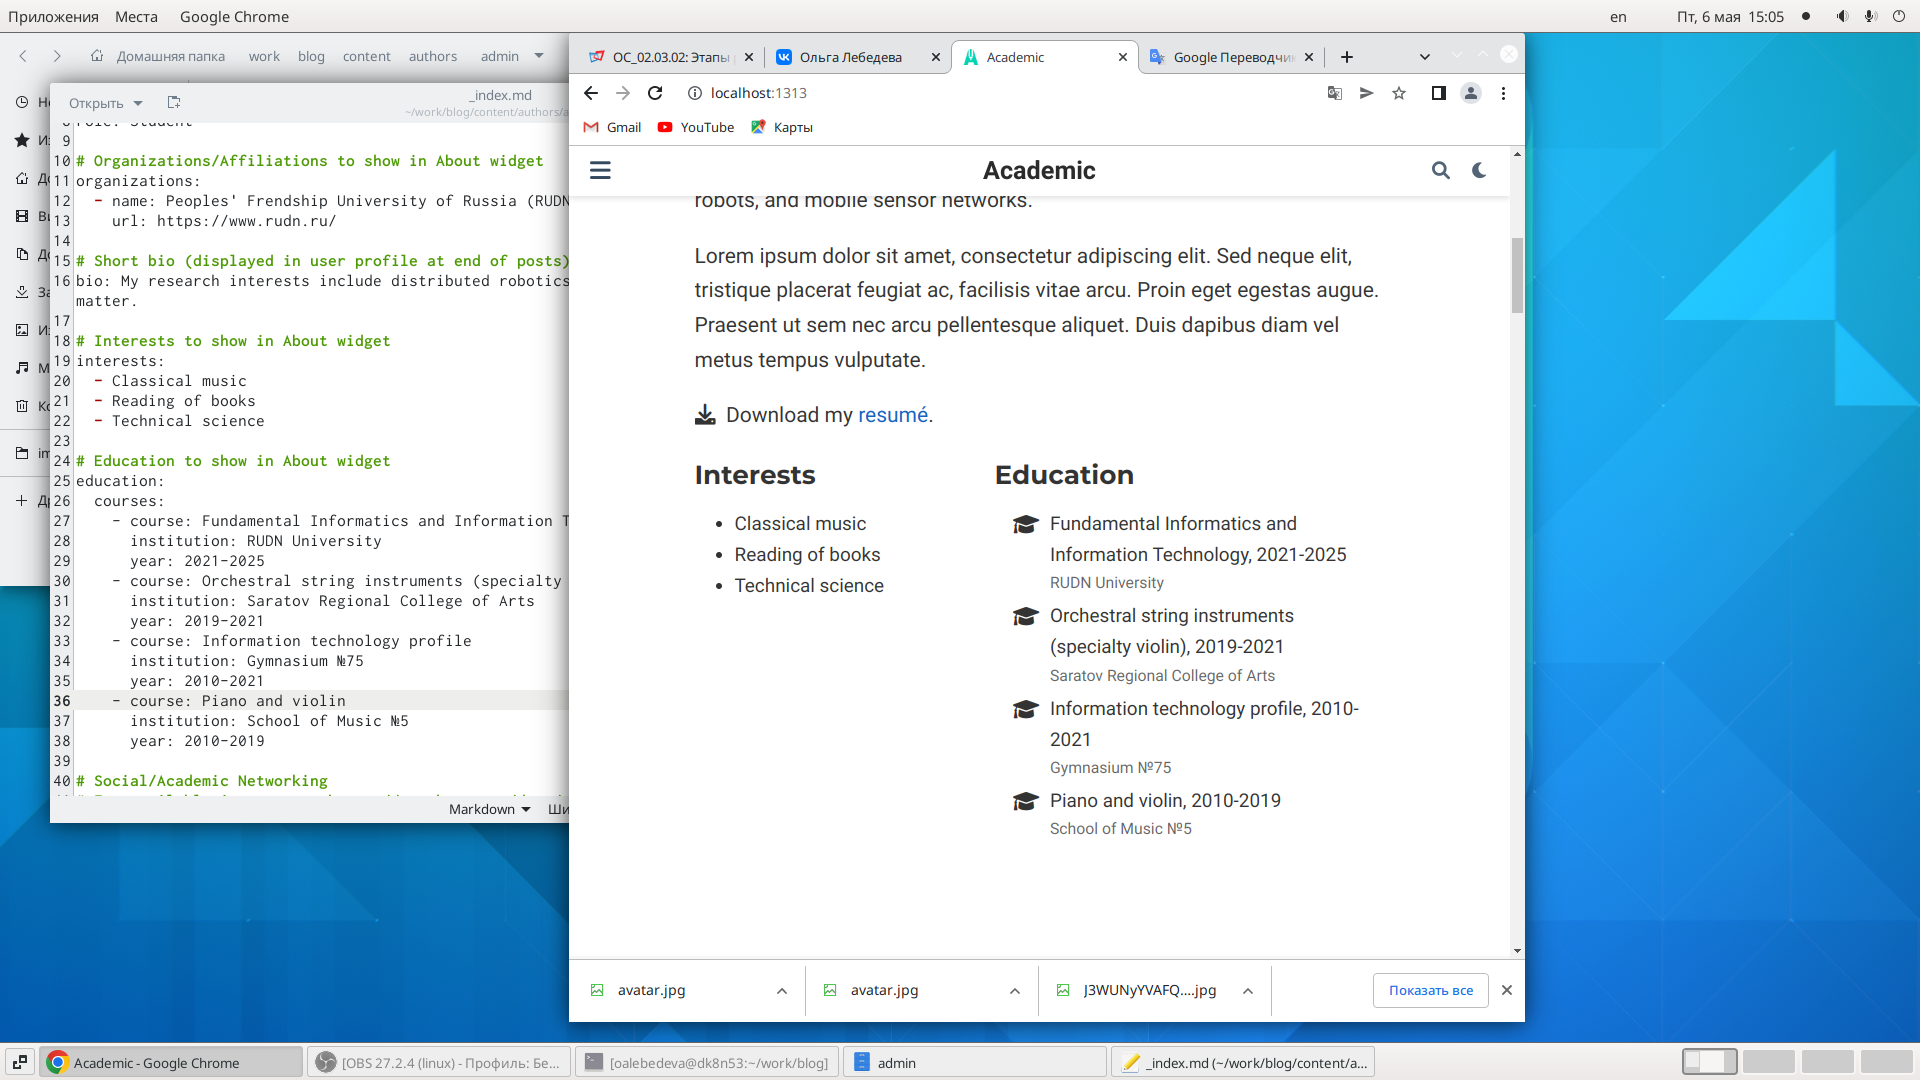 Приложения Места Google Chrome en Пт, 6 мая 15:05
Домашняя папка work blog content authors admin
Открыть _index.md
~/work/blog/content/authors/a
9
10 # Organizations/Affiliations to show in About widget
11 organizations:
12 - name: Peoples' Frendship University of Russia (RUDN
13 url: https://www.rudn.ru/
14
15 # Short bio (displayed in user profile at end of posts)
16 bio: My research interests include distributed robotics
matter.
17
18 # Interests to show in About widget
19 interests:
20 - Classical music
21 - Reading of books
22 - Technical science
23
24 # Education to show in About widget
25 education:
26 courses:
27 - course: Fundamental Informatics and Information T
28 institution: RUDN University
29 year: 2021-2025
30 - course: Orchestral string instruments (specialty
31 institution: Saratov Regional College of Arts
32 year: 2019-2021
33 - course: Information technology profile
34 institution: Gymnasium №75
35 year: 2010-2021
36 - course: Piano and violin
37 institution: School of Music №5
38 year: 2010-2019
39
40 # Social/Academic Networking
Markdown Ши
ОС_02.03.02: Этапы Ольга Лебедева Academic Google Переводчик
localhost:1313
Gmail YouTube Карты
Academic
robots, and mobile sensor networks.
Lorem ipsum dolor sit amet, consectetur adipiscing elit. Sed neque elit,
tristique placerat feugiat ac, facilisis vitae arcu. Proin eget egestas augue.
Praesent ut sem nec arcu pellentesque aliquet. Duis dapibus diam vel
metus tempus vulputate.
Download my resumé.
Interests
Classical music
Reading of books
Technical science
Education
Fundamental Informatics and
Information Technology, 2021-2025
RUDN University
Orchestral string instruments
(specialty violin), 2019-2021
Saratov Regional College of Arts
Information technology profile, 2010-
2021
Gymnasium №75
Piano and violin, 2010-2019
School of Music №5
avatar.jpg avatar.jpg J3WUNyYVAFQ....jpg Показать все
Academic - Google Chrome [OBS 27.2.4 (linux) - Профиль: Бе... [oalebedeva@dk8n53:~/work/blog] admin _index.md (~/work/blog/content/a...